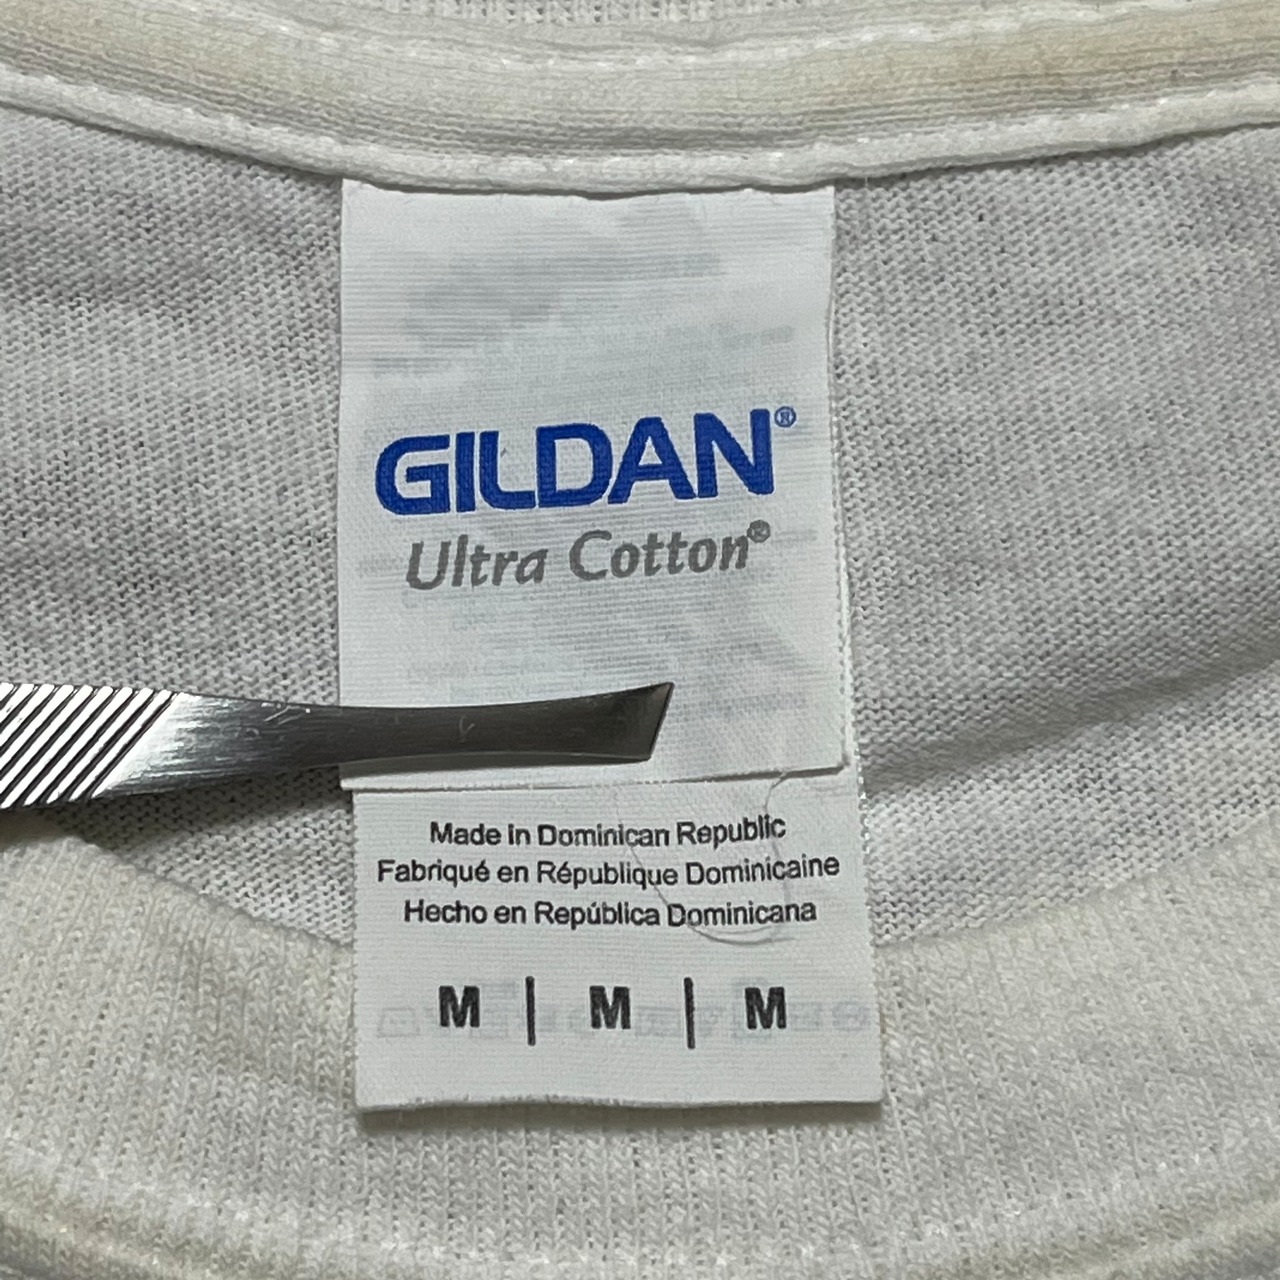 GILDAN®
Ultra Cotton®
Made in Dominican Republic
Fabriqué en République Dominicaine
Hecho en República Dominicana
M | M | M